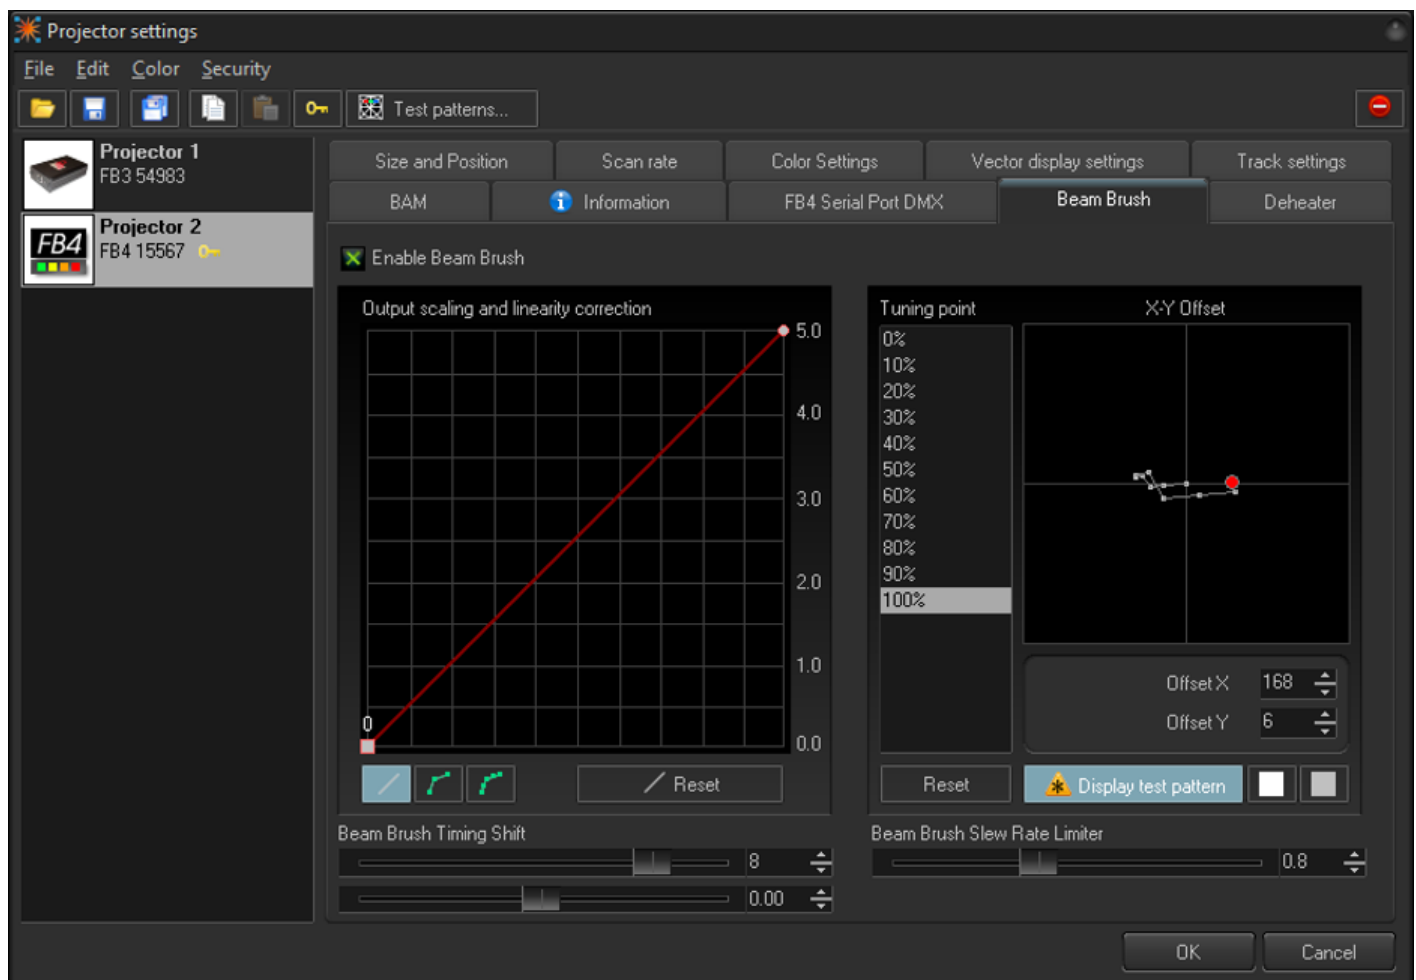 Projector settings
File Edit Color Security
Test patterns...
Projector 1
FB3 54983
FB4
Projector 2
FB4 15567
Size and Position Scan rate Color Settings Vector display settings Track settings
BAM Information FB4 Serial Port DMX Beam Brush Deheater
Enable Beam Brush
Output scaling and linearity correction
5.0
4.0
3.0
2.0
1.0
0
0.0
Reset
Tuning point
0%
10%
20%
30%
40%
50%
60%
70%
80%
90%
100%
X-Y Offset
Offset X 168
Offset Y 6
Reset Display test pattern
Beam Brush Timing Shift
8
0.00
Beam Brush Slew Rate Limiter
0.8
OK Cancel